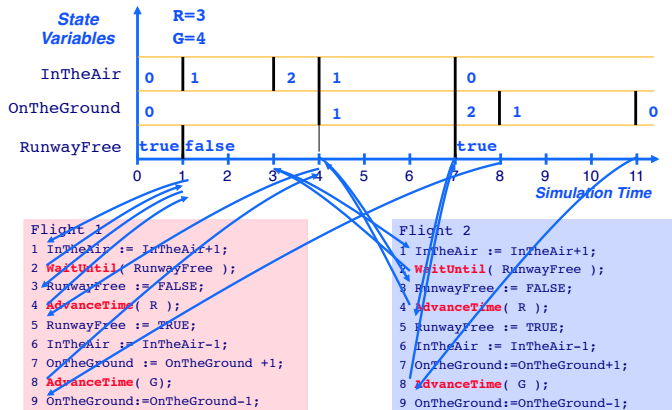 State Variables
R=3
G=4
InTheAir 0 1 2 1 0
OnTheGround 0 1 2 1 0
RunwayFree true false true
0 1 2 3 4 5 6 7 8 9 10 11
Simulation Time
Flight 1
1 InTheAir := InTheAir+1;
2 WaitUntil( RunwayFree );
3 RunwayFree := FALSE;
4 AdvanceTime( R );
5 RunwayFree := TRUE;
6 InTheAir := InTheAir-1;
7 OnTheGround := OnTheGround +1;
8 AdvanceTime( G);
9 OnTheGround:=OnTheGround-1;
Flight 2
1 InTheAir := InTheAir+1;
2 WaitUntil( RunwayFree );
3 RunwayFree := FALSE;
4 AdvanceTime( R );
5 RunwayFree := TRUE;
6 InTheAir := InTheAir-1;
7 OnTheGround:=OnTheGround+1;
8 AdvanceTime( G );
9 OnTheGround:=OnTheGround-1;